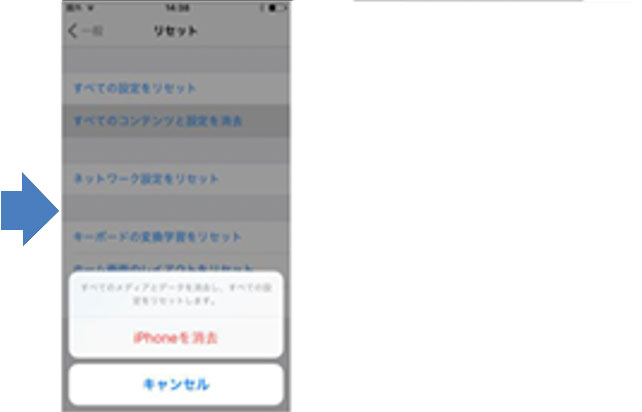 14:38
一般
リセット
すべての設定をリセット
すべてのコンテンツと設定を消去
ネットワーク設定をリセット
キーボードの変換学習をリセット
ホーム画面のレイアウトをリセット
すべてのメディアとデータを消去し、すべての設
定をリセットします。
iPhoneを消去
キャンセル